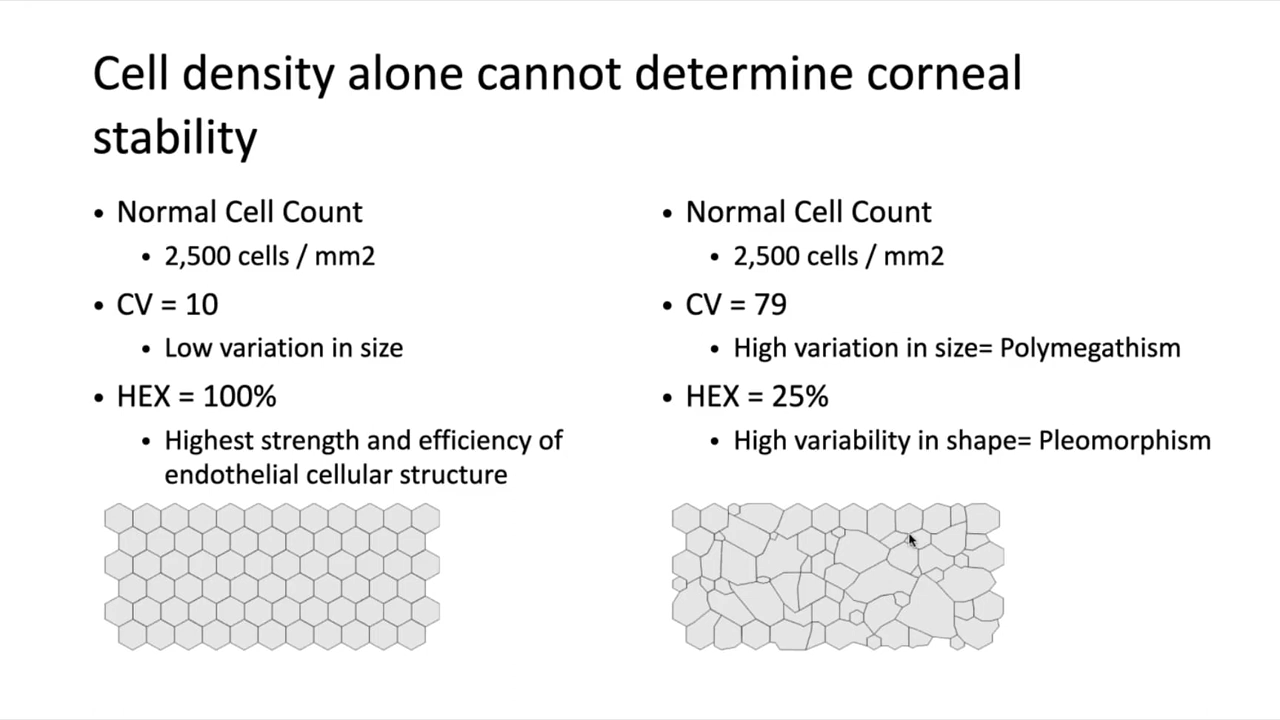 Cell density alone cannot determine corneal
stability
• Normal Cell Count
• 2,500 cells / mm2
• CV = 10
• Low variation in size
• HEX = 100%
• Highest strength and efficiency of
endothelial cellular structure
• Normal Cell Count
• 2,500 cells / mm2
• CV = 79
• High variation in size= Polymegathism
• HEX = 25%
• High variability in shape= Pleomorphism